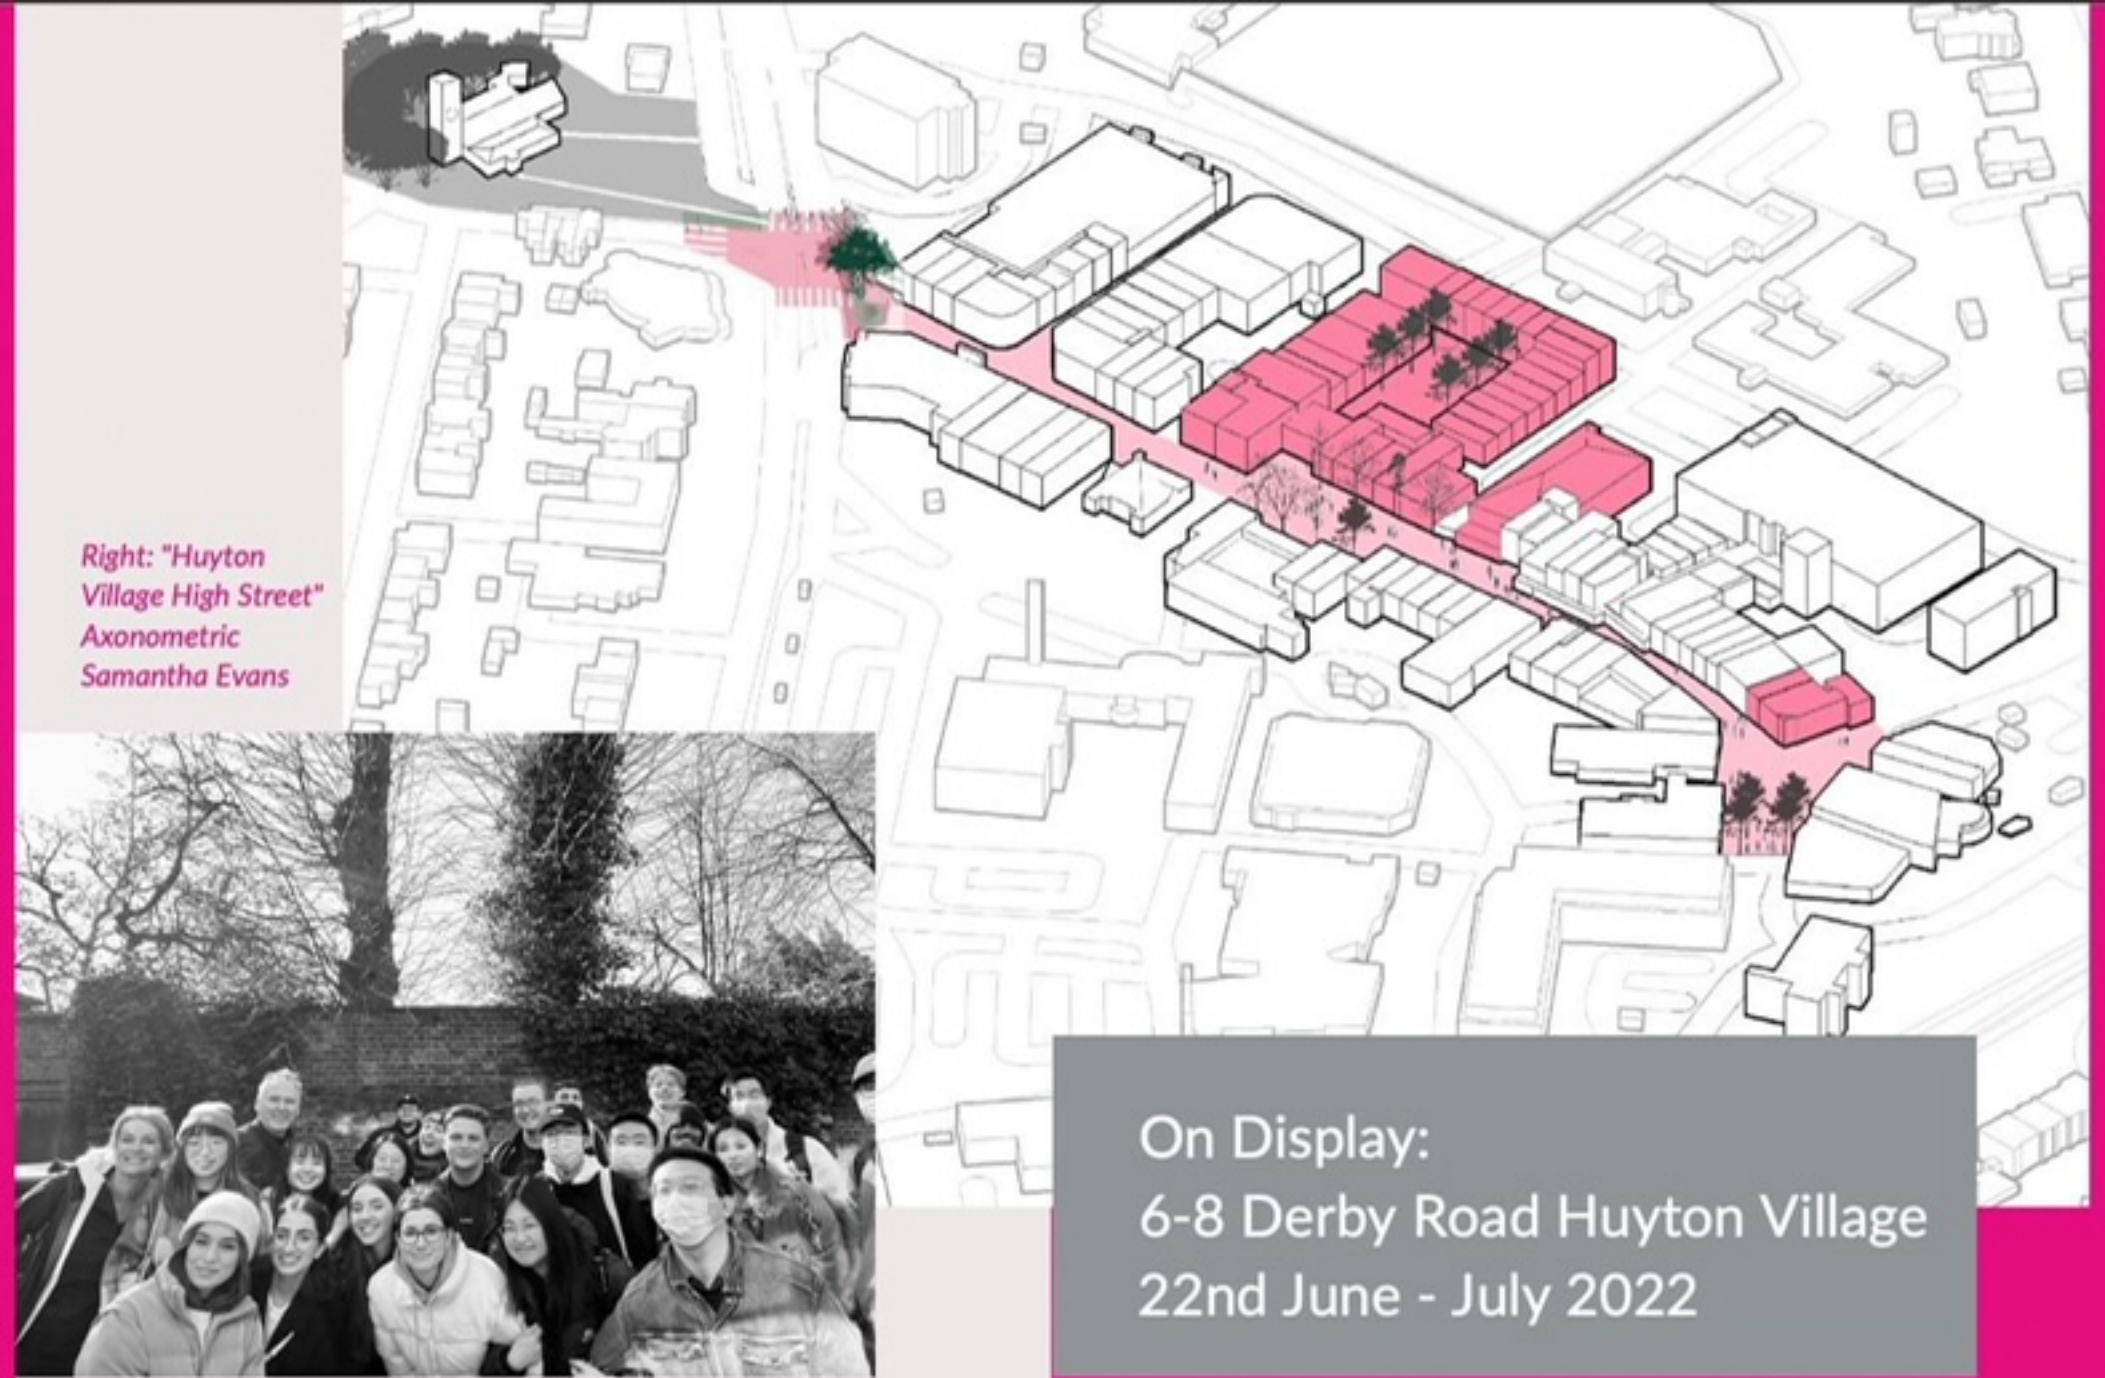 Right: "Huyton
Village High Street"
Axonometric
Samantha Evans
On Display:
6-8 Derby Road Huyton Village
22nd June - July 2022